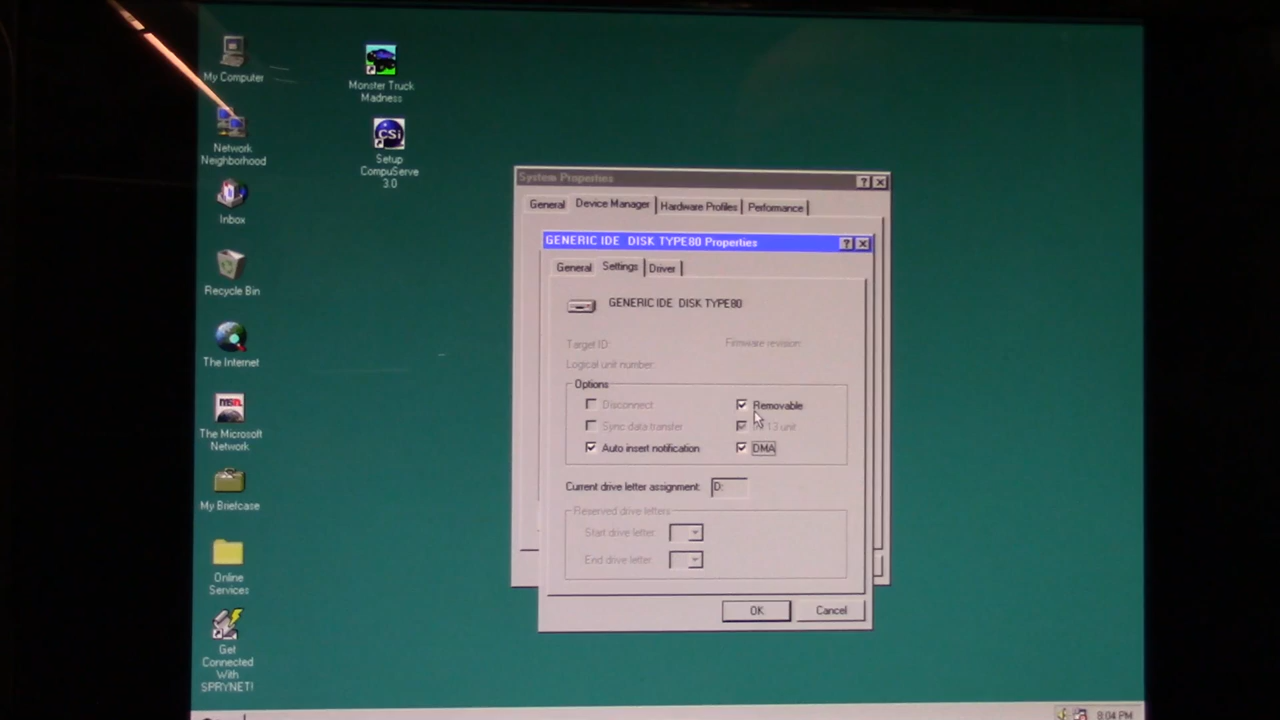 My Computer
Monster Truck
Madness
Network
Neighborhood
CSi
Setup
CompuServe
3.0
Inbox
Recycle Bin
The Internet
msn
The Microsoft
Network
My Briefcase
Online
Services
Get
Connected
With
SPRYNET!
System Properties
General Device Manager Hardware Profiles Performance
GENERIC IDE DISK TYPE80 Properties
General Settings Driver
GENERIC IDE DISK TYPE80
Target ID: Firmware revision:
Logical unit number:
Options
Disconnect Removable
Sync data transfer 13 unit
Auto insert notification DMA
Current drive letter assignment: D:
Reserved drive letters
Start drive letter:
End drive letter:
OK Cancel
8:04 PM